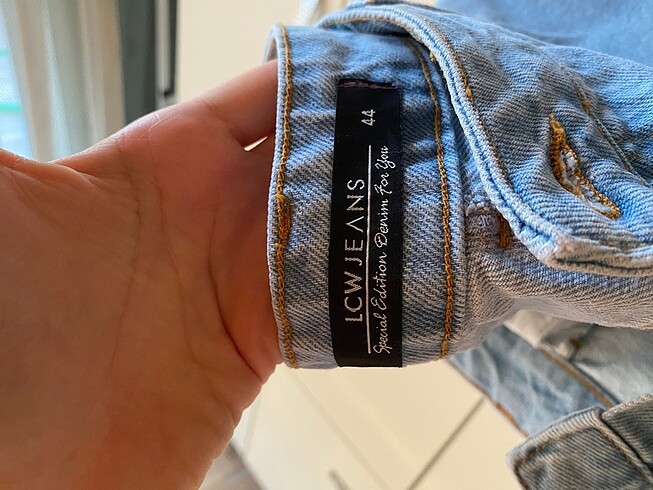 LCW JEANS
Special Edition Denim For You
44